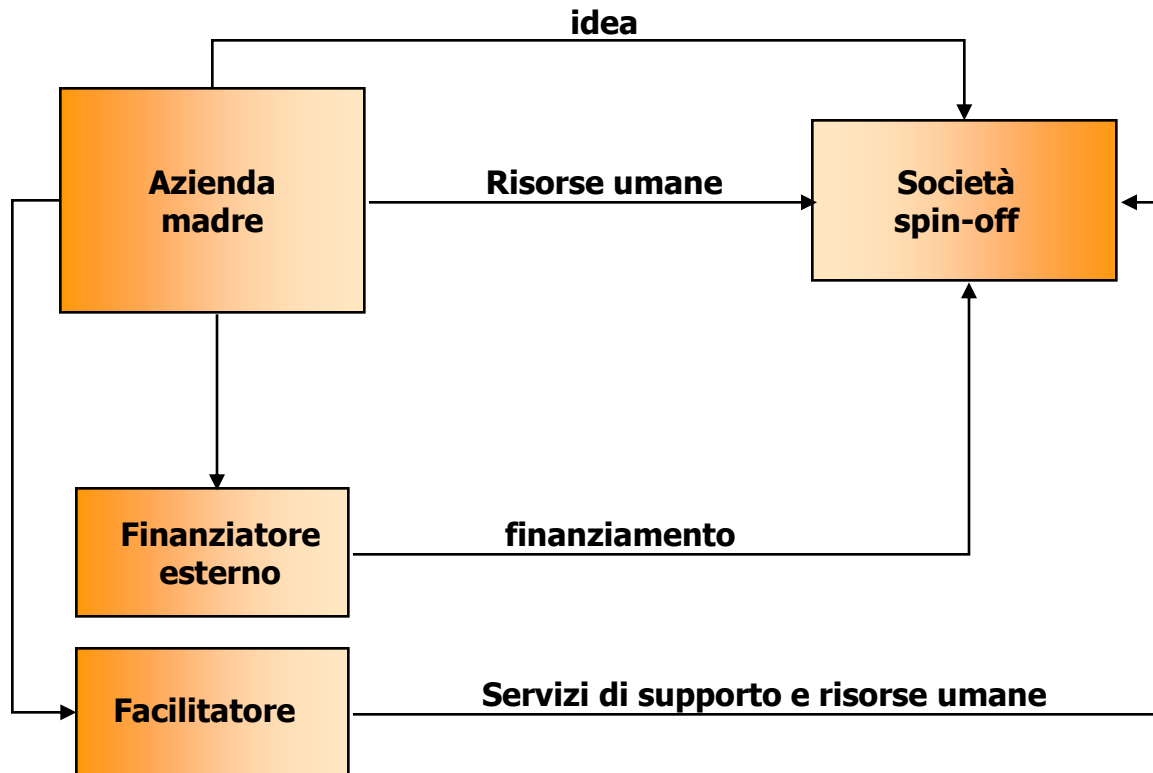 idea
Azienda
madre
Risorse umane
Società
spin-off
Finanziatore
esterno
finanziamento
Facilitatore
Servizi di supporto e risorse umane